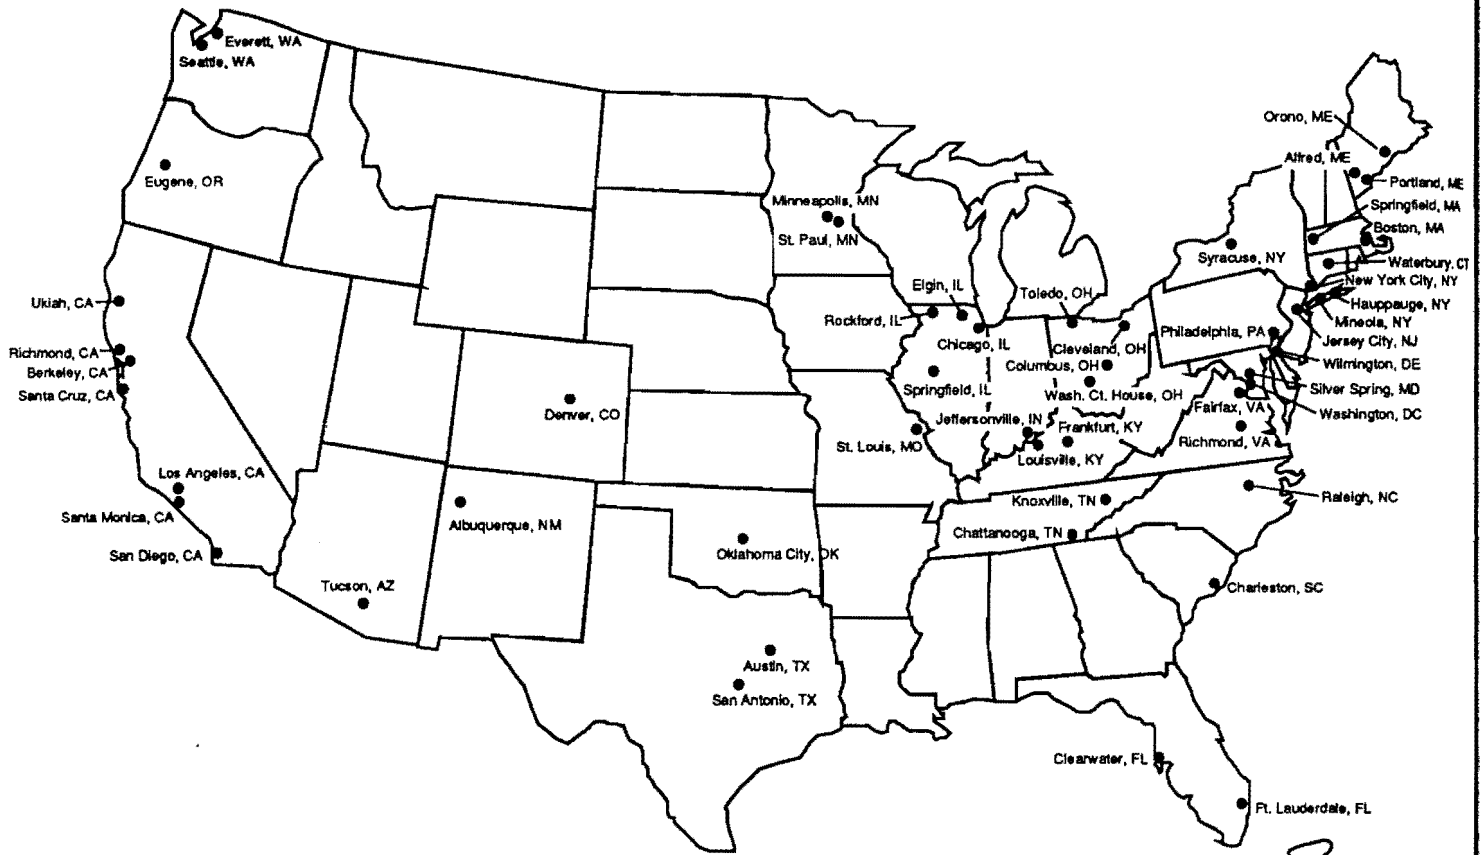 Everett, WA
Seattle, WA
Orono, ME
Alfred, ME
Eugene, OR
Portland, ME
Minneapolis, MN
Springfield, MA
St. Paul, MN
Boston, MA
Syracuse, NY
Waterbury, CT
Elgin, IL
Toledo, OH
New York City, NY
Ukiah, CA
Hauppauge, NY
Rockford, IL
Mineola, NY
Philadelphia, PA
Chicago, IL
Cleveland, OH
Jersey City, NJ
Richmond, CA
Columbus, OH
Wilmington, DE
Berkeley, CA
Springfield, IL
Silver Spring, MD
Santa Cruz, CA
Wash. Ct. House, OH
Denver, CO
Fairfax, VA
Washington, DC
Jeffersonville, IN
Frankfurt, KY
St. Louis, MO
Richmond, VA
Louisville, KY
Los Angeles, CA
Knoxville, TN
Raleigh, NC
Santa Monica, CA
Albuquerque, NM
Chattanooga, TN
San Diego, CA
Oklahoma City, OK
Tucson, AZ
Charleston, SC
Austin, TX
San Antonio, TX
Clearwater, FL
Ft. Lauderdale, FL